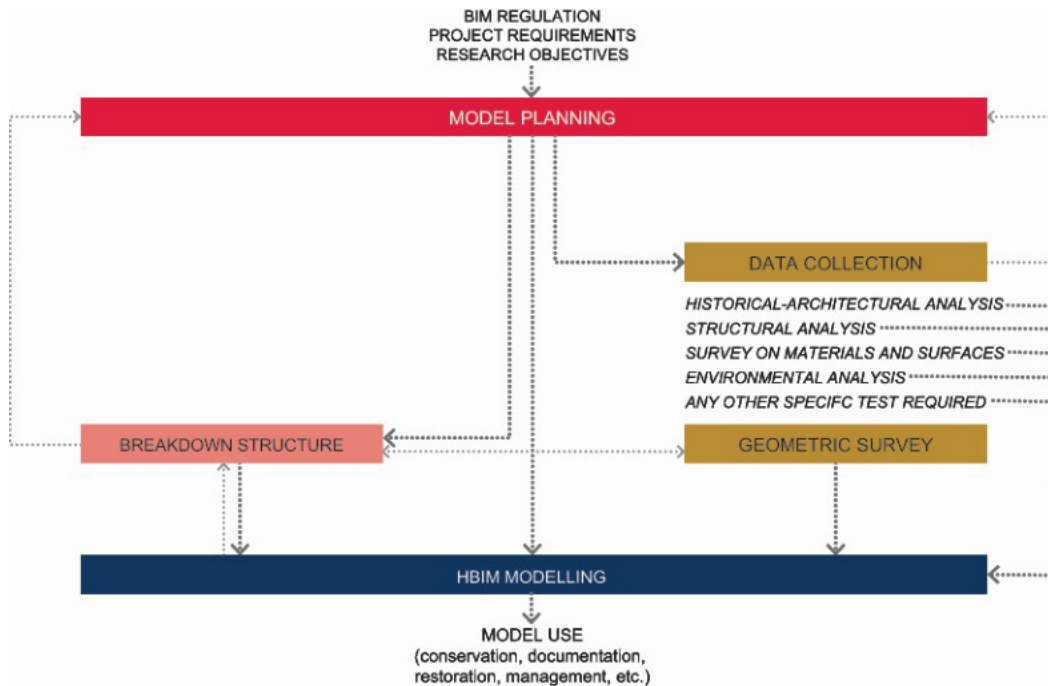 BIM REGULATION
PROJECT REQUIREMENTS
RESEARCH OBJECTIVES
MODEL PLANNING
DATA COLLECTION
HISTORICAL-ARCHITECTURAL ANALYSIS
STRUCTURAL ANALYSIS
SURVEY ON MATERIALS AND SURFACES
ENVIRONMENTAL ANALYSIS
ANY OTHER SPECIFC TEST REQUIRED
BREAKDOWN STRUCTURE
GEOMETRIC SURVEY
HBIM MODELLING
MODEL USE
(conservation, documentation,
restoration, management, etc.)